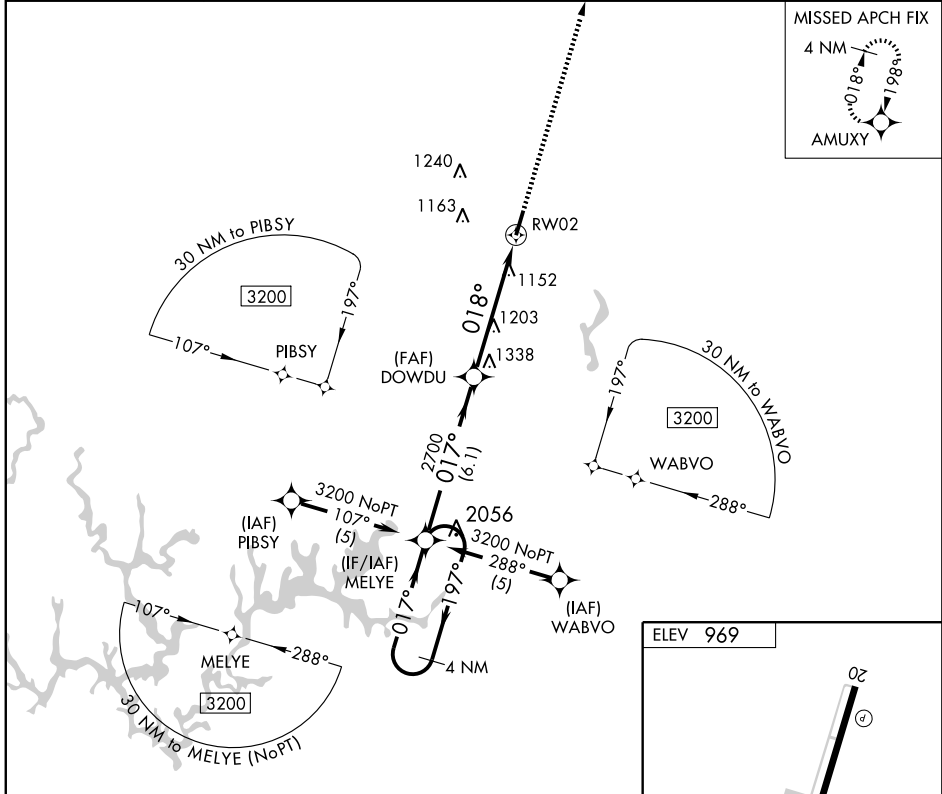 MISSED APCH FIX
4 NM
018°
198°
AMUXY
1240
1163
RW02
30 NM to PIBSY
3200
197°
107°
PIBSY
1152
018°
1203
1338
(FAF)
DOWDU
30 NM to WABVO
197°
3200
WABVO
288°
2700
017°
(6.1)
3200 NoPT
107°
(5)
(IAF)
PIBSY
2056
3200 NoPT
288°
(5)
(IF/IAF)
MELYE
(IAF)
WABVO
017°
197°
4 NM
107°
MELYE
288°
3200
30 NM to MELYE (NoPT)
ELEV 969
20
P